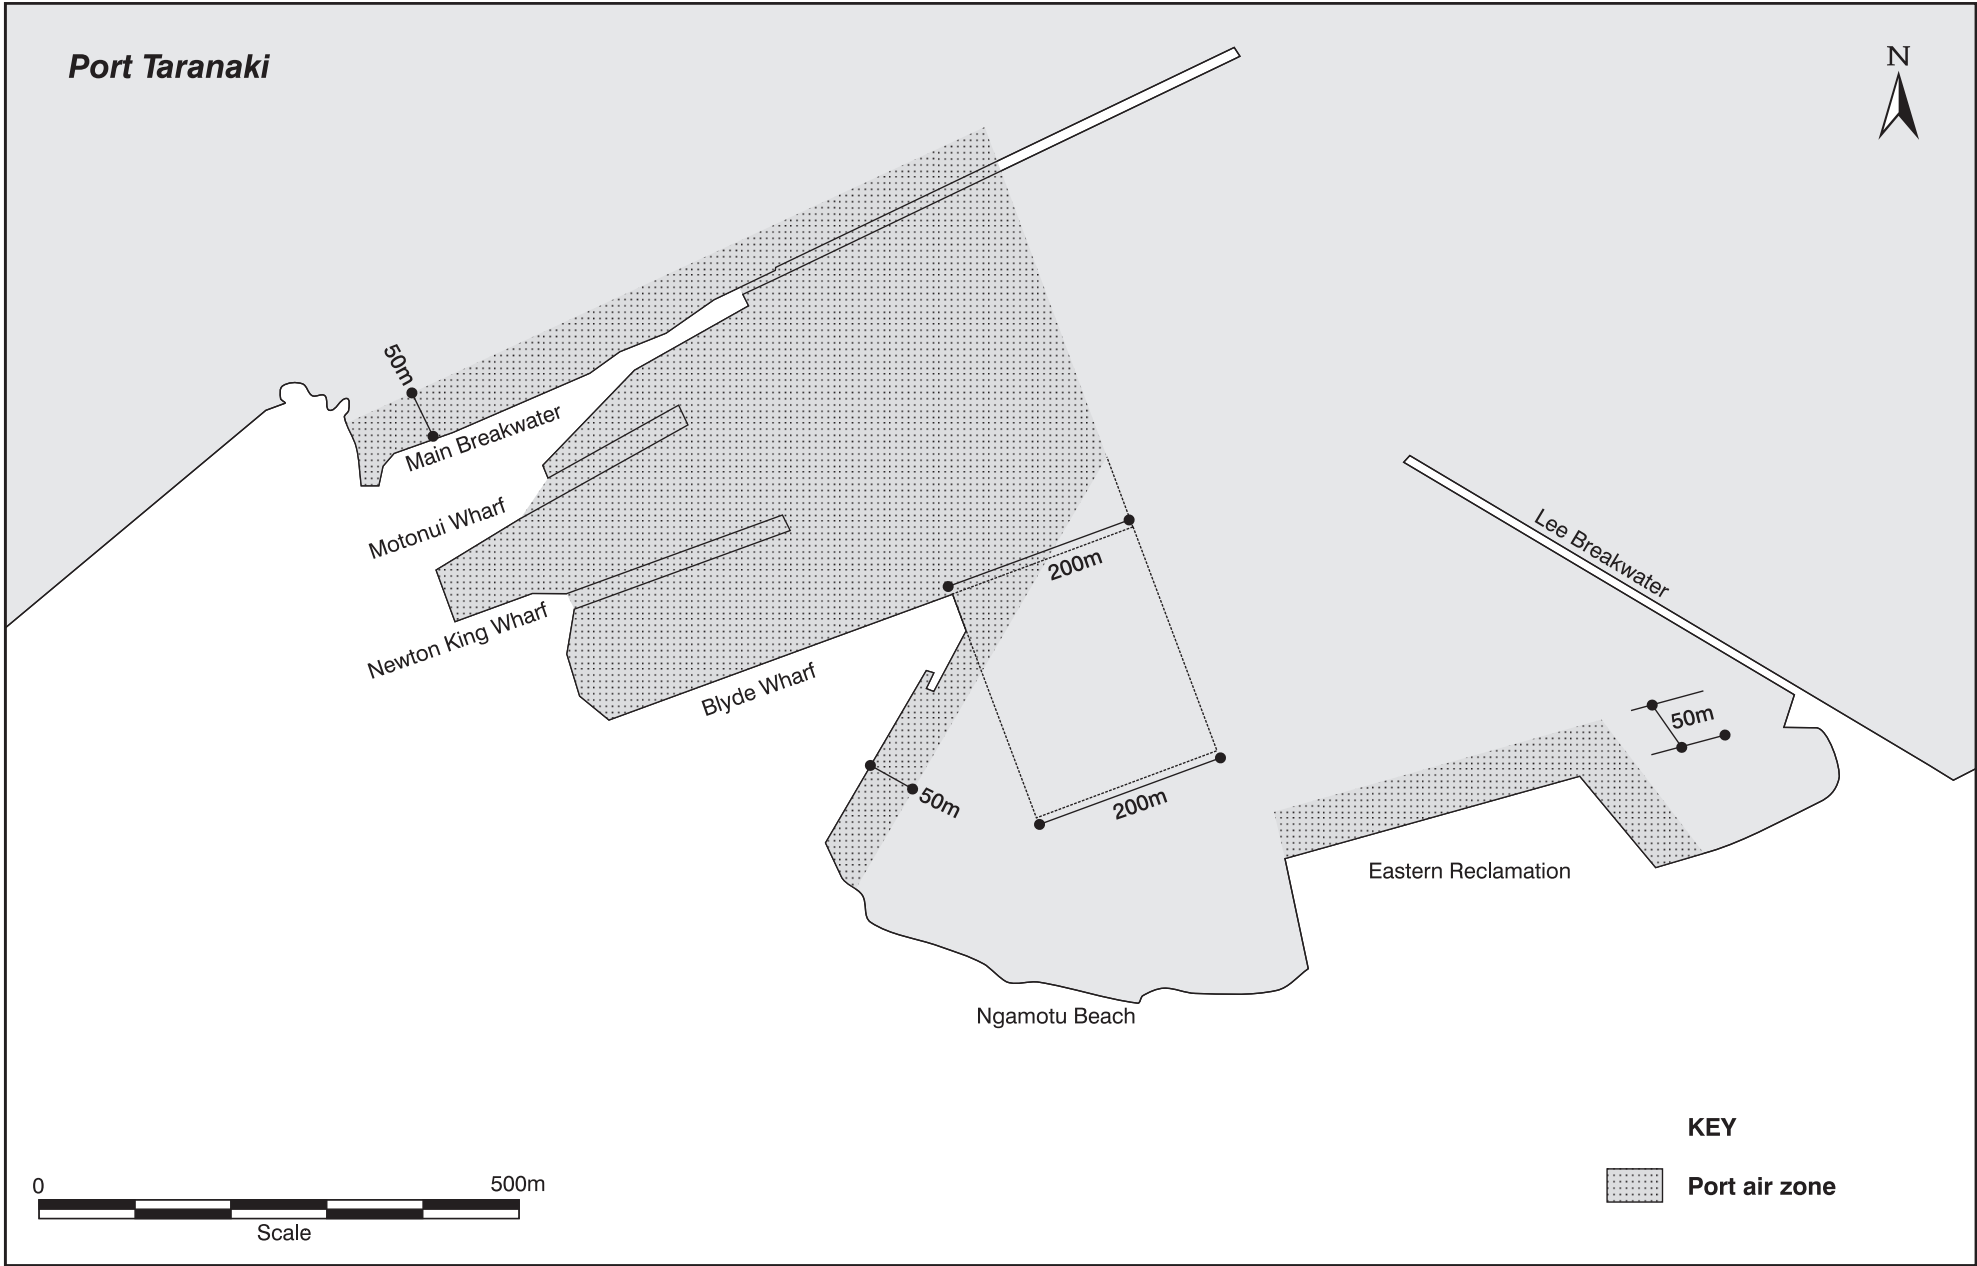 Port Taranaki
N
50m
Main Breakwater
Motonui Wharf
Newton King Wharf
Blyde Wharf
200m
Lee Breakwater
50m
50m
200m
Eastern Reclamation
Ngamotu Beach
KEY
Port air zone
0
500m
Scale